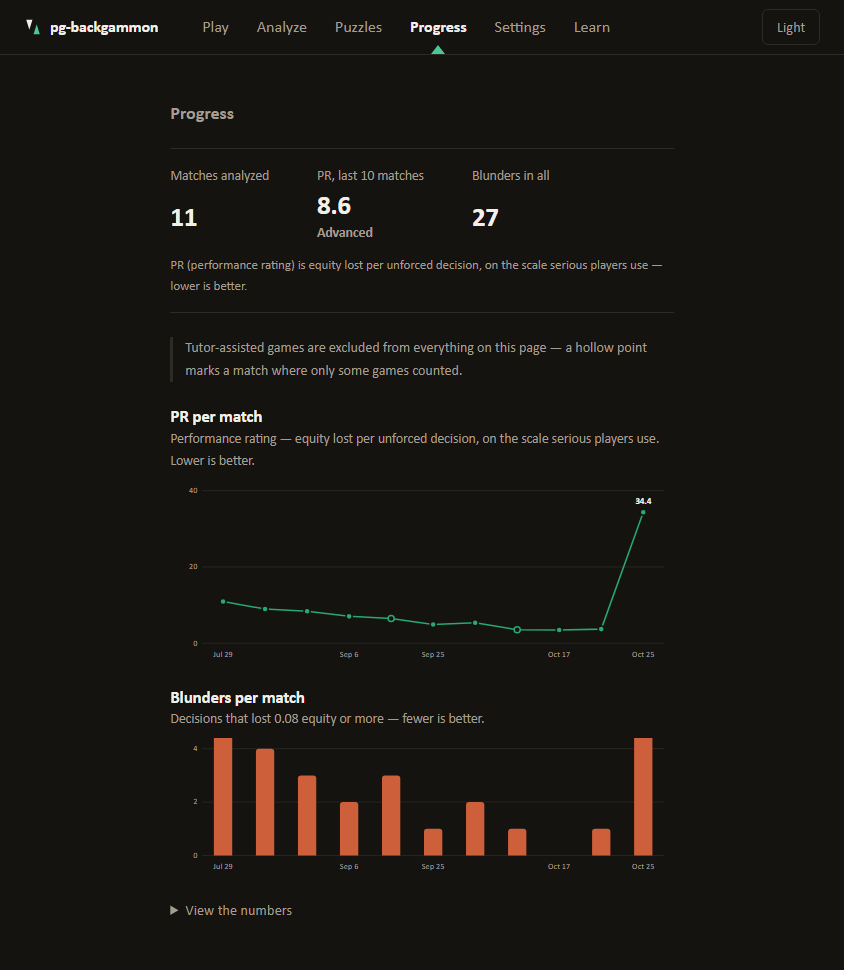 pg-backgammon Play Analyze Puzzles Progress Settings Learn Light
Progress
Matches analyzed PR, last 10 matches Blunders in all
11 8.6 27
Advanced
PR (performance rating) is equity lost per unforced decision, on the scale serious players use —
lower is better.
Tutor-assisted games are excluded from everything on this page — a hollow point
marks a match where only some games counted.
PR per match
Performance rating — equity lost per unforced decision, on the scale serious players use.
Lower is better.
40
34.4
20
0
Jul 29 Sep 6 Sep 25 Oct 17 Oct 25
Blunders per match
Decisions that lost 0.08 equity or more — fewer is better.
4
2
0
Jul 29 Sep 6 Sep 25 Oct 17 Oct 25
View the numbers